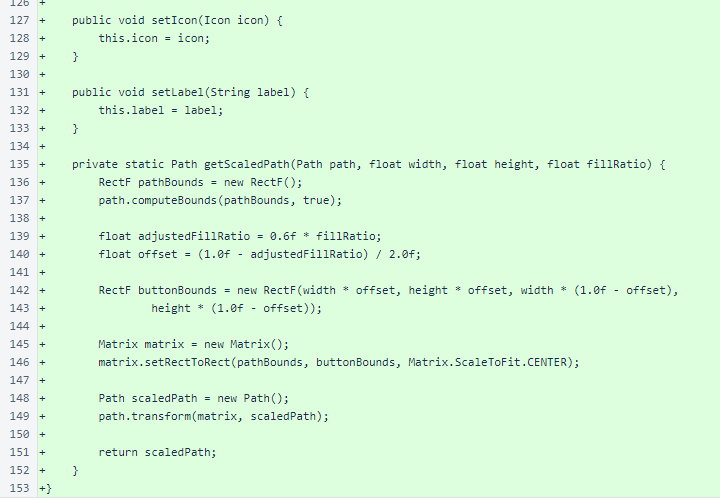 126 +
127 +    public void setIcon(Icon icon) {
128 +        this.icon = icon;
129 +    }
130 +
131 +    public void setLabel(String label) {
132 +        this.label = label;
133 +    }
134 +
135 +    private static Path getScaledPath(Path path, float width, float height, float fillRatio) {
136 +        RectF pathBounds = new RectF();
137 +        path.computeBounds(pathBounds, true);
138 +
139 +        float adjustedFillRatio = 0.6f * fillRatio;
140 +        float offset = (1.0f - adjustedFillRatio) / 2.0f;
141 +
142 +        RectF buttonBounds = new RectF(width * offset, height * offset, width * (1.0f - offset),
143 +                height * (1.0f - offset));
144 +
145 +        Matrix matrix = new Matrix();
146 +        matrix.setRectToRect(pathBounds, buttonBounds, Matrix.ScaleToFit.CENTER);
147 +
148 +        Path scaledPath = new Path();
149 +        path.transform(matrix, scaledPath);
150 +
151 +        return scaledPath;
152 +    }
153 +}